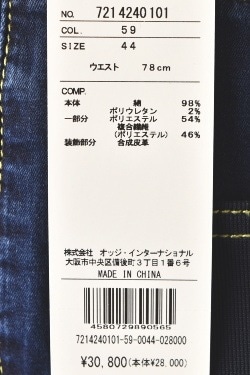 NO. 7214240101
COL. 59
SIZE 44
ウエスト 78cm
COMP.
本体 綿 98%
ポリウレタン 2%
一部分 ポリエステル 54%
複合繊維
(ポリエステル) 46%
装飾部分 合成皮革
株式会社 オッジ・インターナショナル
大阪市中央区備後町3丁目1番6号
MADE IN CHINA
4580729890565
7214240101-59-0044-028000
¥30,800(本体¥28,000)